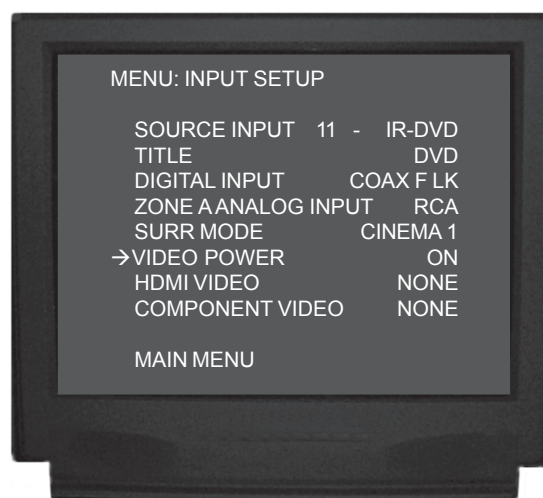 MENU: INPUT SETUP
SOURCE INPUT 11 - IR-DVD
TITLE DVD
DIGITAL INPUT COAX F LK
ZONE A ANALOG INPUT RCA
SURR MODE CINEMA 1
→VIDEO POWER ON
HDMI VIDEO NONE
COMPONENT VIDEO NONE
MAIN MENU